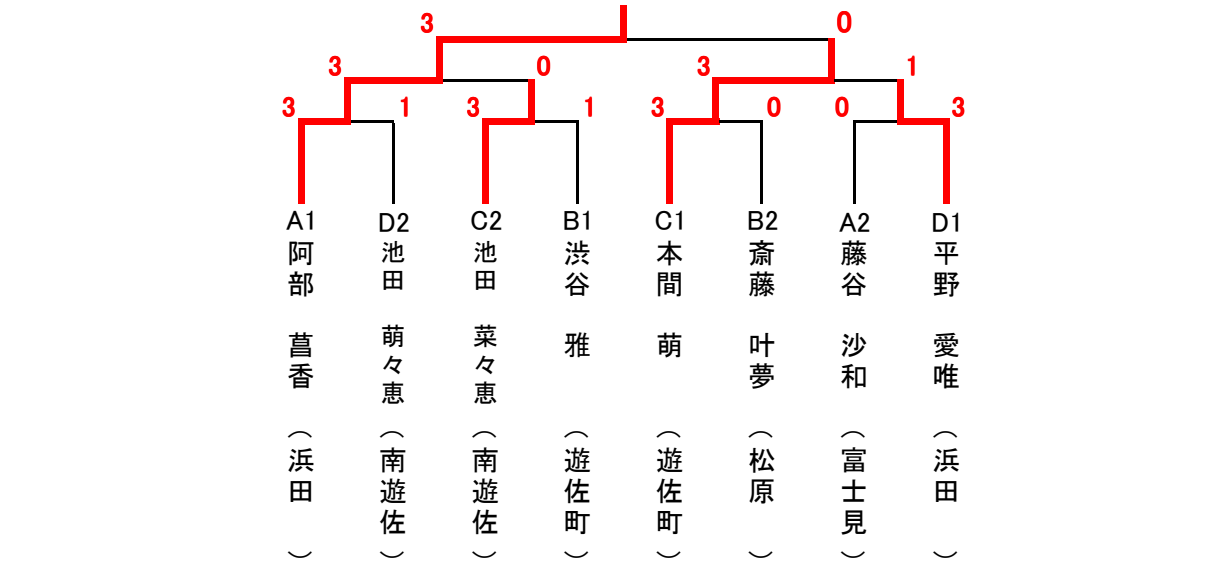 3 0
3 0 3 1
3 1 3 1 3 0 0 3
A1 阿部 菖香 （浜田 ）
D2 池田 萌々恵 （南遊佐）
C2 池田 菜々恵 （南遊佐）
B1 渋谷 雅 （遊佐町）
C1 本間 萌 （遊佐町）
B2 斎藤 叶夢 （松原 ）
A2 藤谷 沙和 （富士見）
D1 平野 愛唯 （浜田 ）